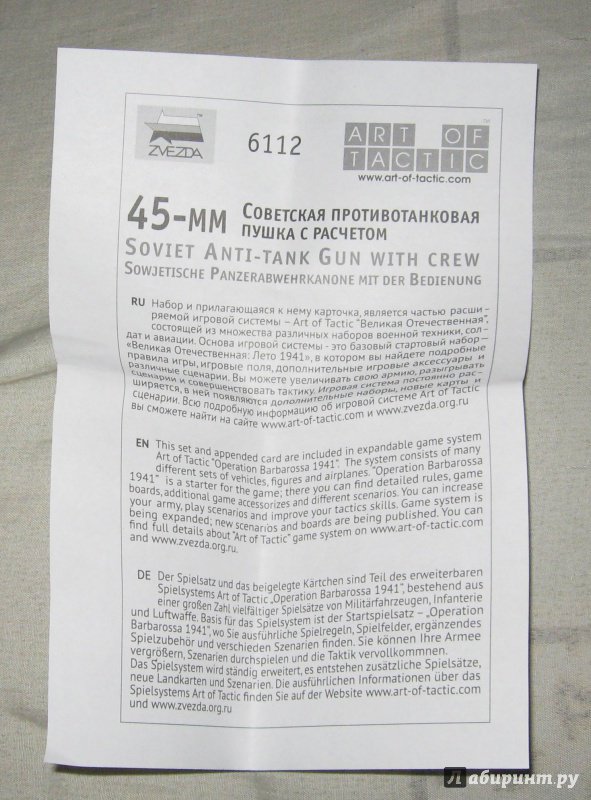 ZVEZDA
6112
ART OF
TACTIC
™
www.art-of-tactic.com
45-мм Советская противотанковая
пушка с расчетом
Soviet Anti-tank Gun with crew
Sowjetische Panzerabwehrkanone mit der Bedienung
RU Набор и прилагающаяся к нему карточка, является частью расши-
ряемой игровой системы – Art of Tactic "Великая Отечественная",
состоящей из множества различных наборов военной техники, сол-
дат и авиации. Основа игровой системы - это базовый стартовый набор –
«Великая Отечественная: Лето 1941», в котором вы найдете подробные
правила игры, игровые поля, дополнительные игровые аксессуары и
различные сценарии. Вы можете увеличивать свою армию, разыгрывать
сценарии и совершенствовать тактику. Игровая система постоянно рас-
ширяется, в ней появляются дополнительные наборы, новые карты и
сценарии. Всю подробную информацию об игровой системе Art of Tactic
вы сможете найти на сайте www.art-of-tactic.com и www.zvezda.org.ru
EN This set and appended card are included in expandable game system
Art of Tactic "Operation Barbarossa 1941". The system consists of many
different sets of vehicles, figures and airplanes. "Operation Barbarossa
1941" is a starter for the game; there you can find detailed rules, game
boards, additional game accessorizes and different scenarios. You can increase
your army, play scenarios and improve your tactics skills. Game system is
being expanded; new scenarios and boards are being published. You can
find full details about "Art of Tactic" game system on www.art-of-tactic.com
and www.zvezda.org.ru.
DE Der Spielsatz und das beigelegte Kärtchen sind Teil des erweiterbaren
Spielsystems Art of Tactic „Operation Barbarossa 1941", bestehend aus
einer großen Zahl vielfältiger Spielsätze von Militärfahrzeugen, Infanterie
und Luftwaffe. Basis für das Spielsystem ist der Startspielsatz – „Operation
Barbarossa 1941", wo Sie ausführliche Spielregeln, Spielfelder, ergänzendes
Spielzubehör und verschieden Szenarien finden. Sie können Ihre Armee
vergrößern, Szenarien durchspielen und die Taktik vervollkommnen.
Das Spielsystem wird ständig erweitert, es entstehen zusätzliche Spielsätze,
neue Landkarten und Szenarien. Die ausführlichen Informationen über das
Spielsystems Art of Tactic finden Sie auf der Website www.art-of-tactic.com
und www.zvezda.org.ru
Лабиринт.ру